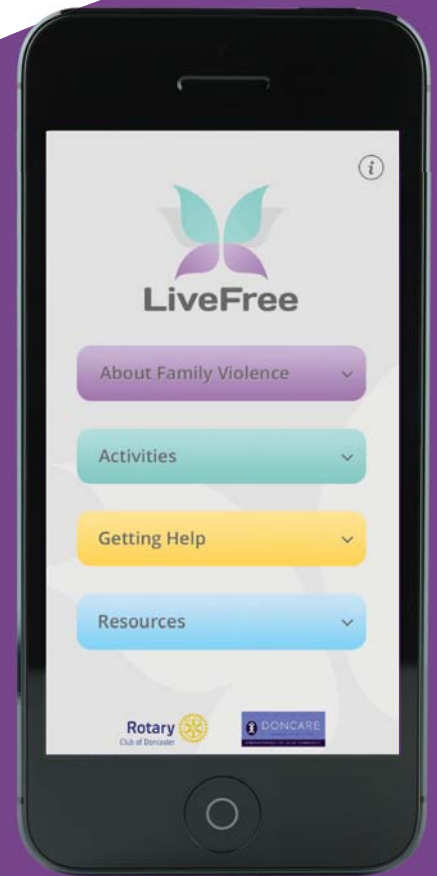 i
LiveFree
About Family Violence
Activities
Getting Help
Resources
Rotary
Club of Doncaster
DONCARE